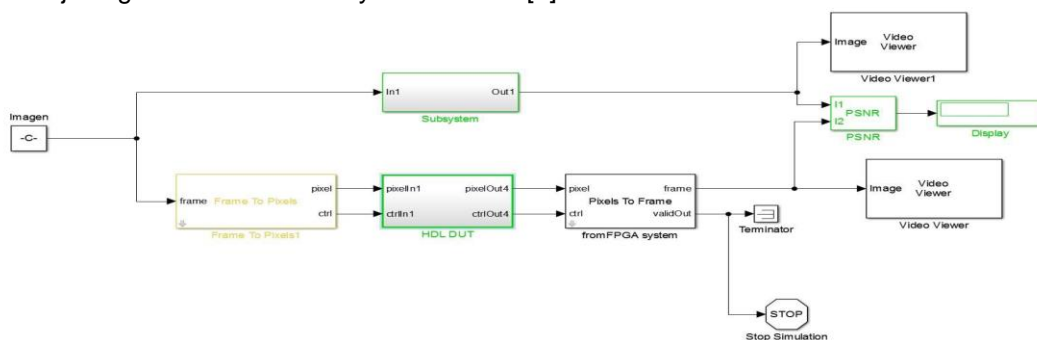 Image
Video
Viewer
Video Viewer1
In1
Out1
Subsystem
I1
I2
PSNR
PSNR
Display
Imagen
-C-
frame
Frame To Pixels
pixel
ctrl
Frame To Pixels1
pixelIn1
ctrlIn1
pixelOut4
ctrlOut4
HDL DUT
pixel
ctrl
Pixels To Frame
frame
validOut
fromFPGA system
Terminator
Image
Video
Viewer
Video Viewer
STOP
Stop Simulation